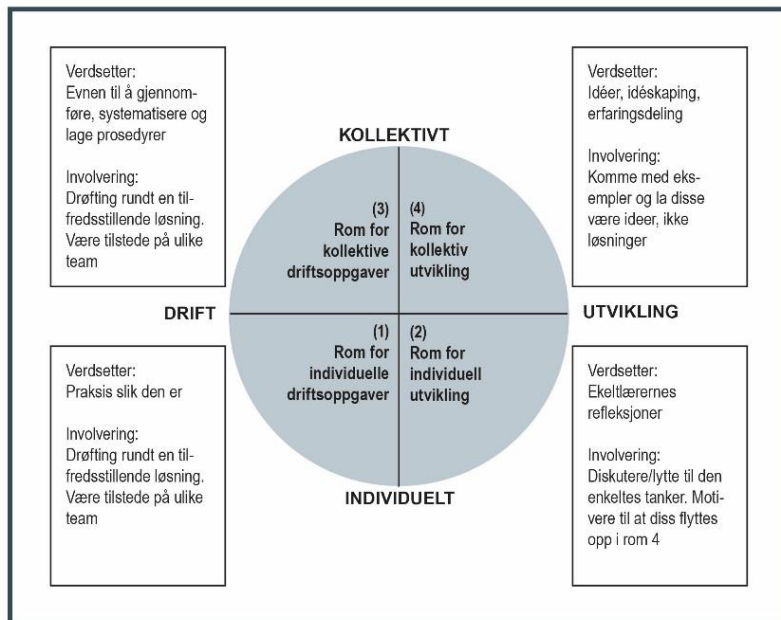 Verdsetter:
Evnen til å gjennom-
føre, systematisere og
lage prosedyrer
Involvering:
Drøfting rundt en til-
fredsstillende løsning.
Være tilstede på ulike
team
Verdsetter:
Idéer, idéskaping,
erfaringsdeling
Involvering:
Komme med ek-
sempler og la disse
være ideer, ikke
løsninger
KOLLEKTIVT
(3)
Rom for
kollektive
driftsoppgaver
(4)
Rom for
kollektiv
utvikling
DRIFT
UTVIKLING
(1)
Rom for
individuelle
driftsoppgaver
(2)
Rom for
individuell
utvikling
INDIVIDUELT
Verdsetter:
Praksis slik den er
Involvering:
Drøfting rundt en til-
fredsstillende løsning.
Være tilstede på ulike
team
Verdsetter:
Ekeltlærernes
refleksjoner
Involvering:
Diskutere/lytte til den
enkeltes tanker. Moti-
vere til at diss flyttes
opp i rom 4